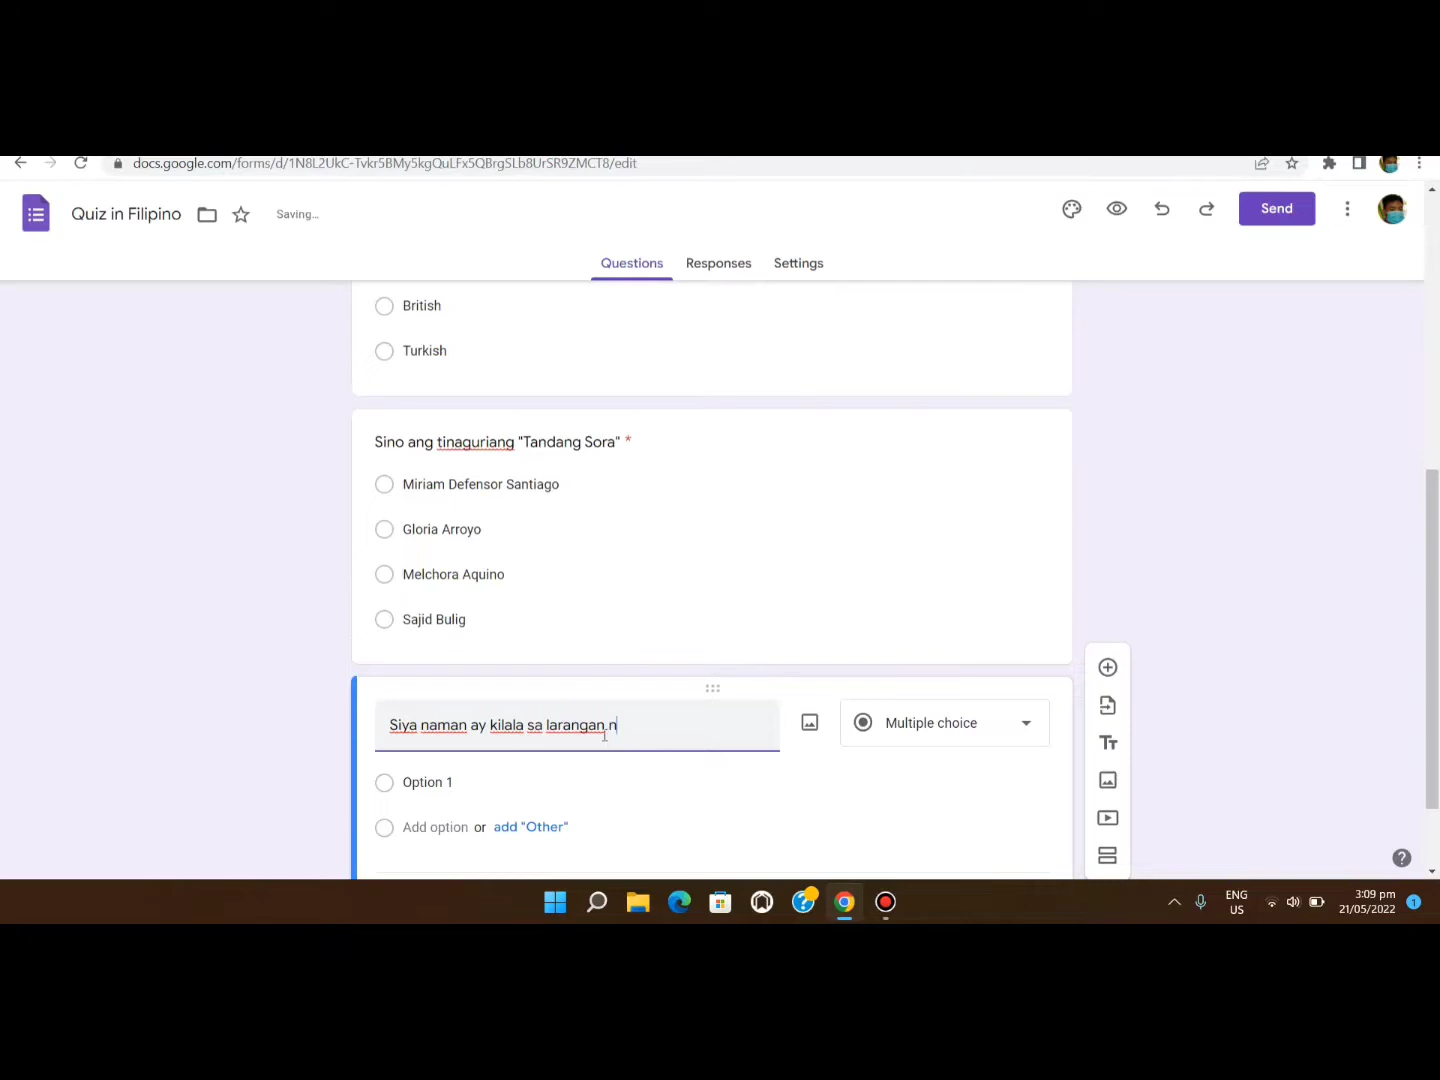 docs.google.com/forms/d/1N8L2UkC-Tvkr5BMy5kgQuLFx5QBrgSLb8UrSR9ZMCT8/edit
Quiz in Filipino
Saving...
Send
Questions
Responses
Settings
British
Turkish
Sino ang tinaguriang "Tandang Sora" *
Miriam Defensor Santiago
Gloria Arroyo
Melchora Aquino
Sajid Bulig
Siya naman ay kilala sa larangan n
Multiple choice
Option 1
Add option or add "Other"
ENG
US
3:09 pm
21/05/2022
1